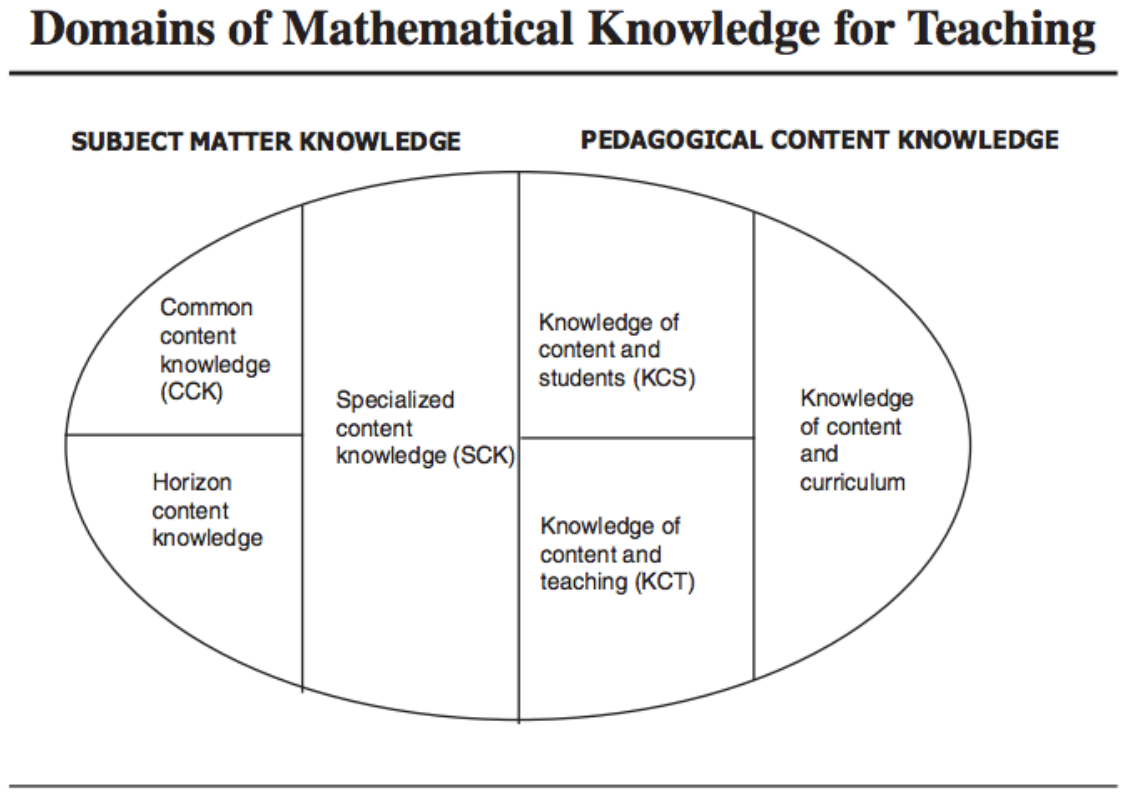 Domains of Mathematical Knowledge for Teaching
SUBJECT MATTER KNOWLEDGE
PEDAGOGICAL CONTENT KNOWLEDGE
Common
content
knowledge
(CCK)
Horizon
content
knowledge
Specialized
content
knowledge (SCK)
Knowledge of
content and
students (KCS)
Knowledge of
content and
teaching (KCT)
Knowledge
of content
and
curriculum